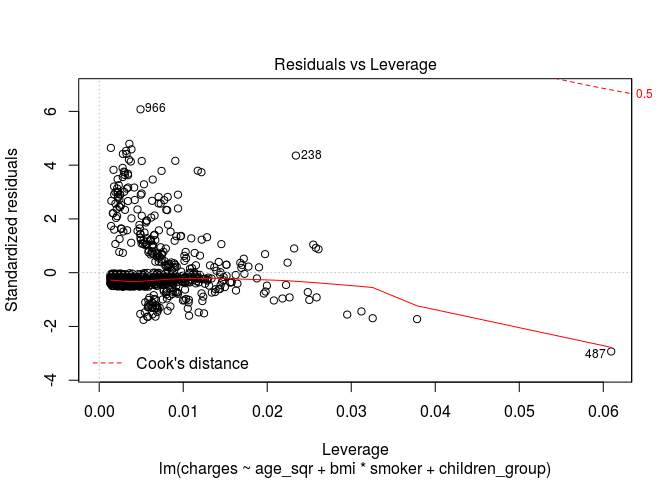 Residuals vs Leverage
Standardized residuals
6
4
2
0
-2
-4
966
238
487
0.5
Cook's distance
0.00 0.01 0.02 0.03 0.04 0.05 0.06
Leverage
lm(charges ~ age_sqr + bmi * smoker + children_group)